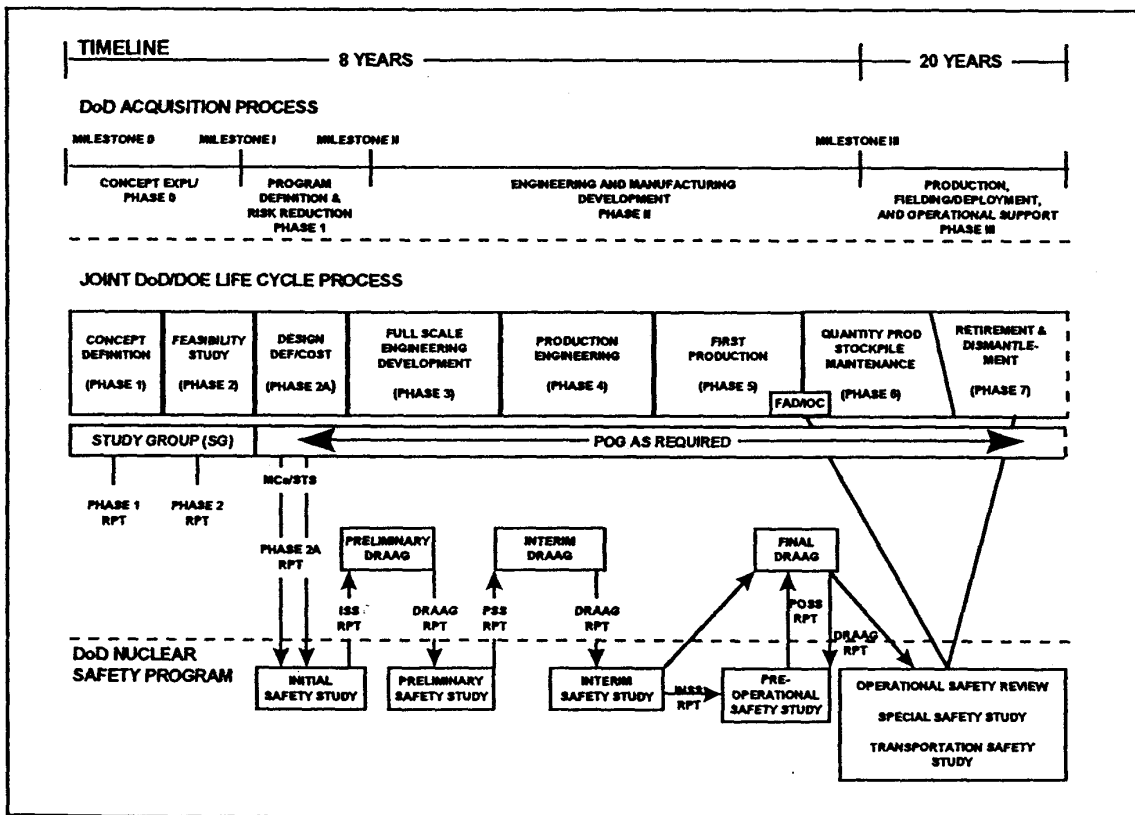 TIMELINE
8 YEARS
20 YEARS
DoD ACQUISITION PROCESS
MILESTONE 0
MILESTONE I
MILESTONE II
MILESTONE III
CONCEPT EXPL/
PHASE 0
PROGRAM
DEFINITION &
RISK REDUCTION
PHASE 1
ENGINEERING AND MANUFACTURING
DEVELOPMENT
PHASE II
PRODUCTION,
FIELDING/DEPLOYMENT,
AND OPERATIONAL SUPPORT
PHASE III
JOINT DoD/DOE LIFE CYCLE PROCESS
CONCEPT
DEFINITION
(PHASE 1)
FEASIBILITY
STUDY
(PHASE 2)
DESIGN
DEF/COST
(PHASE 2A)
FULL SCALE
ENGINEERING
DEVELOPMENT
(PHASE 3)
PRODUCTION
ENGINEERING
(PHASE 4)
FIRST
PRODUCTION
(PHASE 5)
FAD/IOC
QUANTITY PROD
STOCKPILE
MAINTENANCE
(PHASE 6)
RETIREMENT &
DISMANTLE-
MENT
(PHASE 7)
STUDY GROUP (SG)
POG AS REQUIRED
PHASE 1
RPT
PHASE 2
RPT
MCs/STS
PHASE 2A
RPT
PRELIMINARY
DRAAG
INTERIM
DRAAG
FINAL
DRAAG
ISS
RPT
DRAAG
RPT
PSS
RPT
DRAAG
RPT
POSS
RPT
DRAAG
RPT
DoD NUCLEAR
SAFETY PROGRAM
INITIAL
SAFETY STUDY
PRELIMINARY
SAFETY STUDY
INTERIM
SAFETY STUDY
INSS
RPT
PRE-
OPERATIONAL
SAFETY STUDY
OPERATIONAL SAFETY REVIEW
SPECIAL SAFETY STUDY
TRANSPORTATION SAFETY
STUDY